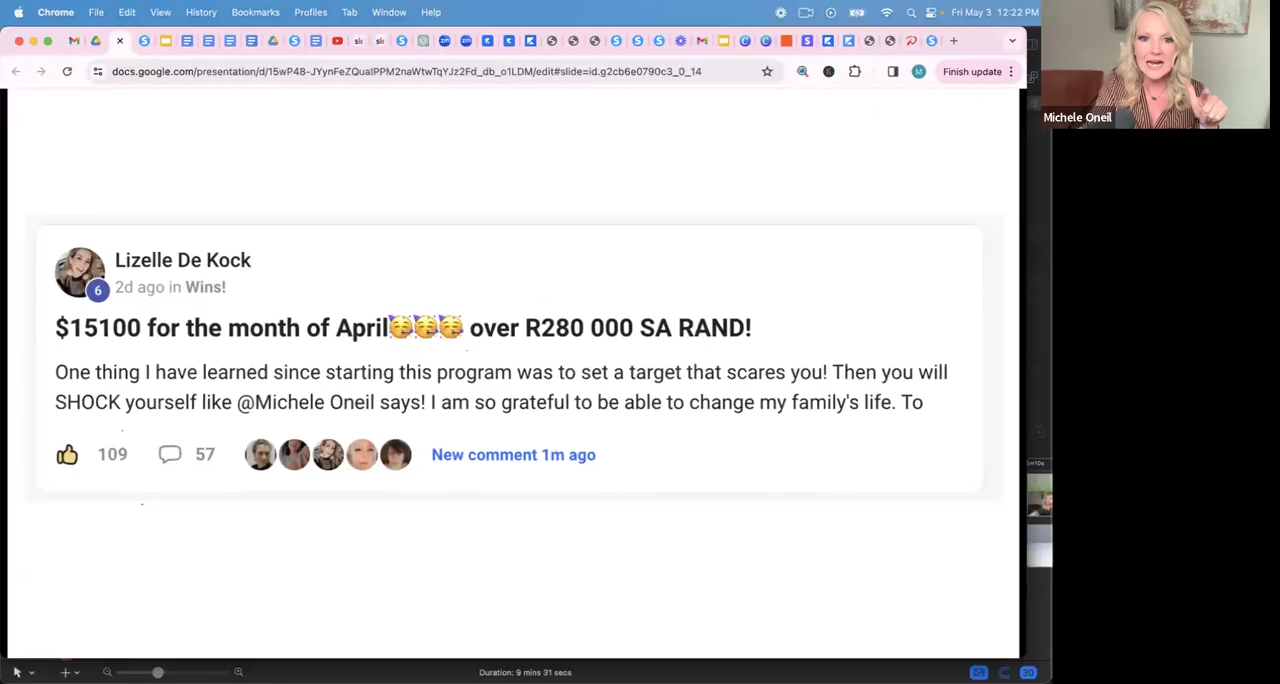 Chrome File Edit View History Bookmarks Profiles Tab Window Help
Fri May 3 12:22 PM
docs.google.com/presentation/d/15wP48-JYynFeZQuaIPPM2naWtwTqYJz2Fd_db_o1LDM/edit#slide=id.g2cb6e0790c3_0_14
Finish update
Michele Oneil
Lizelle De Kock
6
2d ago in Wins!
$15100 for the month of April🥳🥳🥳 over R280 000 SA RAND!
One thing I have learned since starting this program was to set a target that scares you! Then you will
SHOCK yourself like @Michele Oneil says! I am so grateful to be able to change my family's life. To
109 57 New comment 1m ago
Duration: 9 mins 31 secs
3D